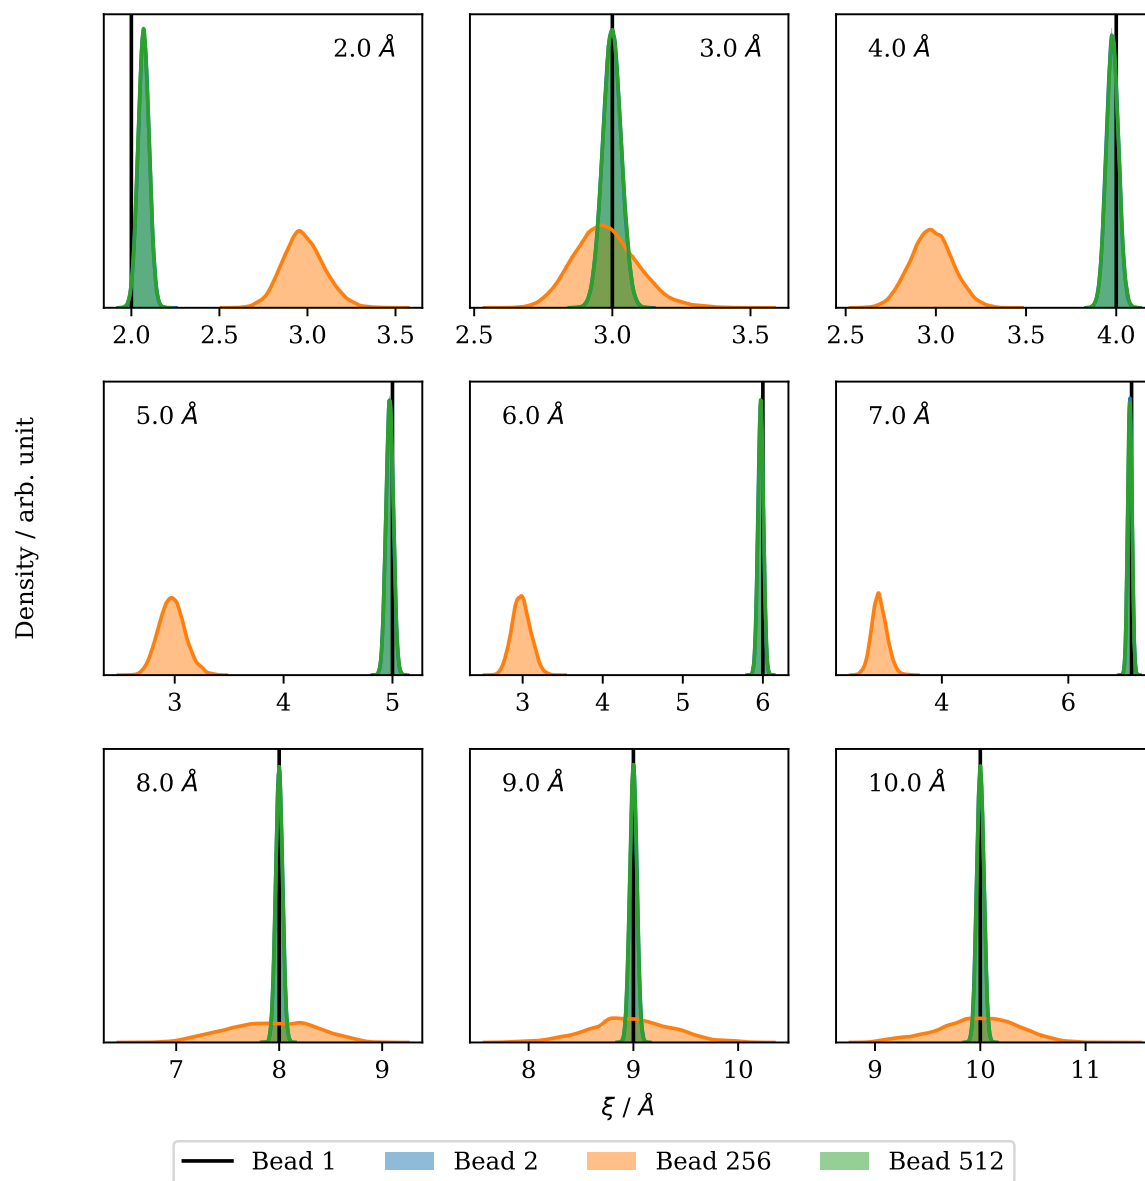 2.0 Å
3.0 Å
4.0 Å
2.0 2.5 3.0 3.5
2.5 3.0 3.5
2.5 3.0 3.5 4.0
Density / arb. unit
5.0 Å
6.0 Å
7.0 Å
3 4 5
3 4 5 6
4 6
8.0 Å
9.0 Å
10.0 Å
7 8 9
8 9 10
9 10 11
ξ / Å
Bead 1 Bead 2 Bead 256 Bead 512